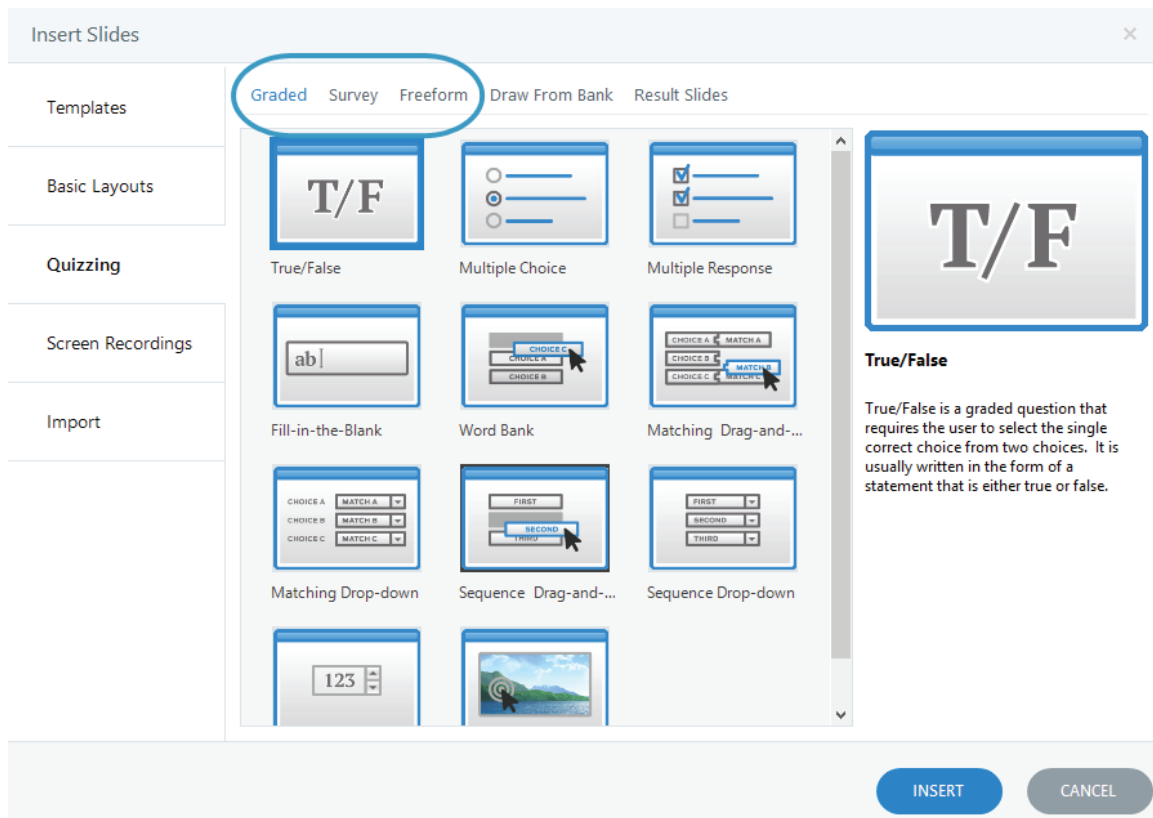 Insert Slides
Templates
Basic Layouts
Quizzing
Screen Recordings
Import
Graded Survey Freeform Draw From Bank Result Slides
T/F
True/False
Multiple Choice
Multiple Response
ab
Fill-in-the-Blank
CHOICE C
CHOICE A
CHOICE B
Word Bank
CHOICE A MATCH A
CHOICE B MATCH B
CHOICE C MATCH C
Matching Drag-and-...
CHOICE A MATCH A
CHOICE B MATCH B
CHOICE C MATCH C
Matching Drop-down
FIRST
SECOND
THIRD
Sequence Drag-and-...
FIRST
SECOND
THIRD
Sequence Drop-down
123
T/F
True/False
True/False is a graded question that
requires the user to select the single
correct choice from two choices. It is
usually written in the form of a
statement that is either true or false.
INSERT
CANCEL